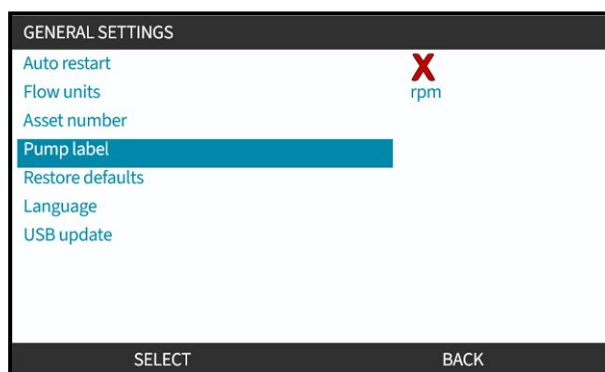 GENERAL SETTINGS
Auto restart X
Flow units rpm
Asset number
Pump label
Restore defaults
Language
USB update
SELECT BACK